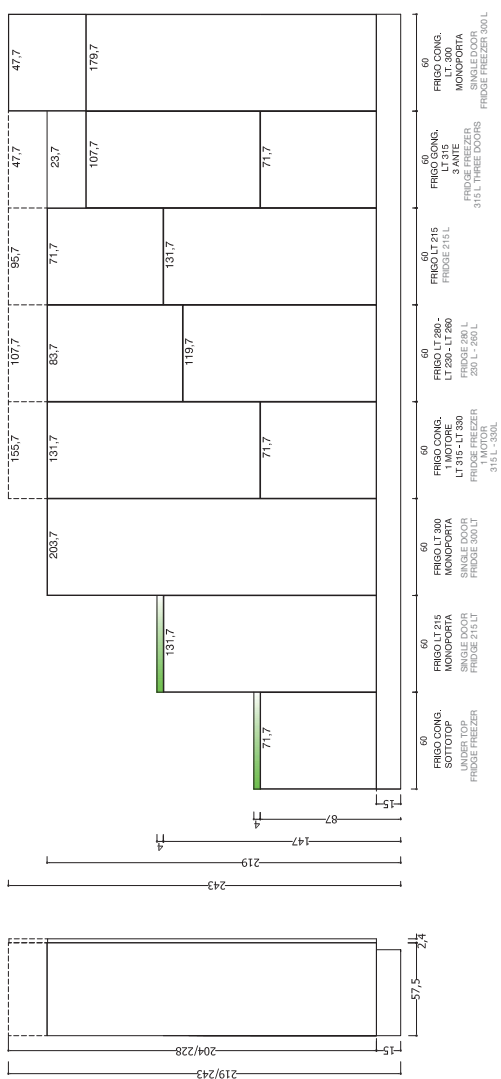 47,7
179,7
60
FRIGO CONG.
LT. 300
MONOPORTA
SINGLE DOOR
FRIDGE FREEZER 300 L
47,7
23,7
107,7
71,7
60
FRIGO GONG.
LT 315
3 ANTE
FRIDGE FREEZER
315 L THREE DOORS
95,7
71,7
131,7
60
FRIGO LT 215
FRIDGE 215 L
107,7
83,7
119,7
60
FRIGO LT 280 -
LT 230 - LT 260
FRIDGE 280 L
230 L - 260 L
155,7
131,7
71,7
60
FRIGO CONG.
1 MOTORE
LT 315 - LT 330
FRIDGE FREEZER
1 MOTOR
315 L - 330L
203,7
60
FRIGO LT 300
MONOPORTA
SINGLE DOOR
FRIDGE 300 LT
131,7
60
FRIGO LT 215
MONOPORTA
SINGLE DOOR
FRIDGE 215 LT
71,7
60
FRIGO CONG.
SOTTOTOP
UNDER TOP
FRIDGE FREEZER
15
4
87
4
147
219
243
2,4
57,5
204/228
15
219/243